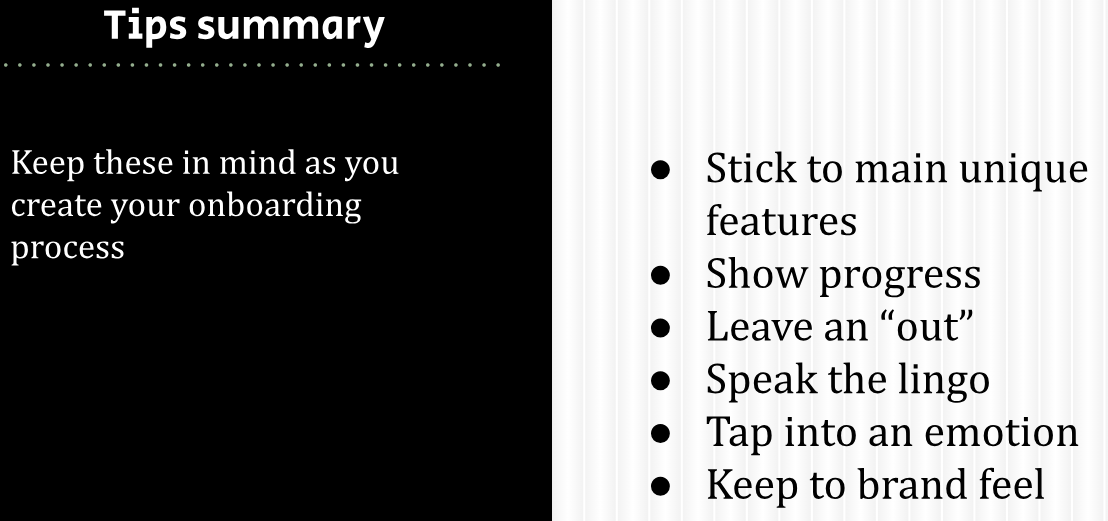 Tips summary
Keep these in mind as you
create your onboarding
process
● Stick to main unique
features
● Show progress
● Leave an “out”
● Speak the lingo
● Tap into an emotion
● Keep to brand feel